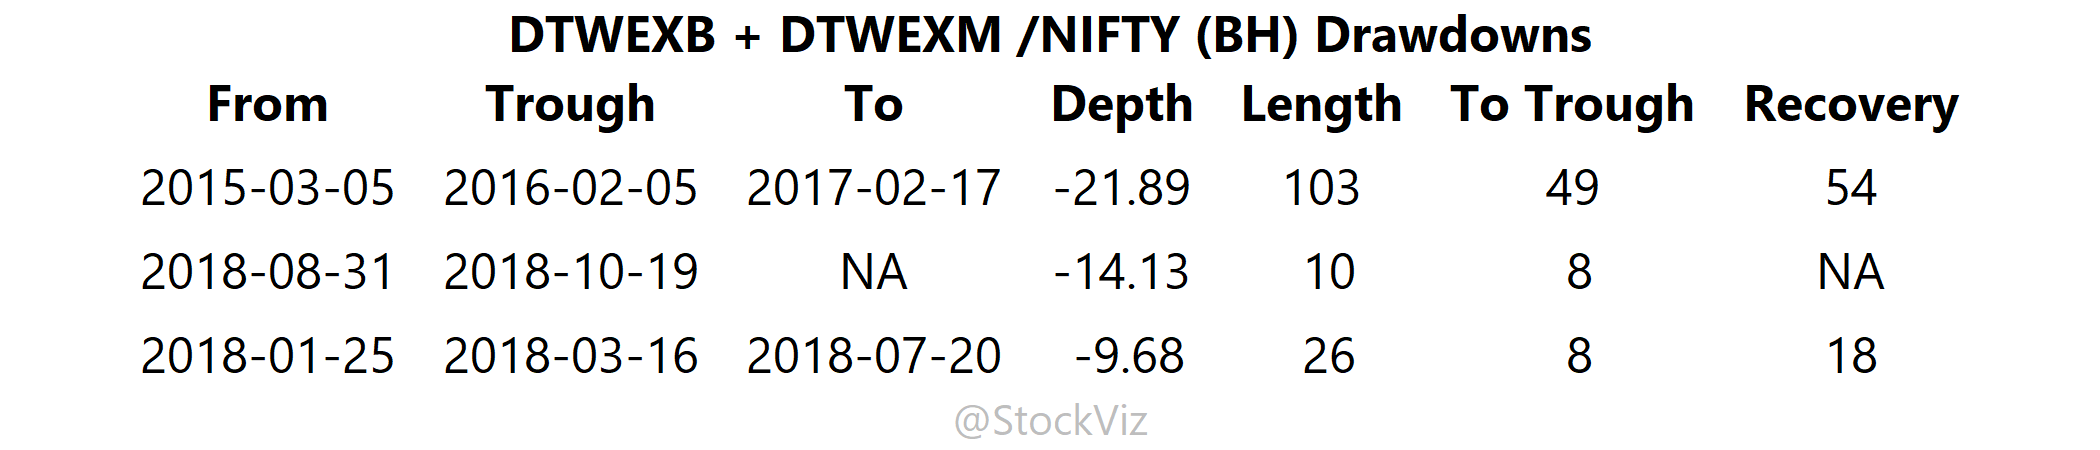 DTWEXB + DTWEXM /NIFTY (BH) Drawdowns
From Trough To Depth Length To Trough Recovery
2015-03-05 2016-02-05 2017-02-17 -21.89 103 49 54
2018-08-31 2018-10-19 NA -14.13 10 8 NA
2018-01-25 2018-03-16 2018-07-20 -9.68 26 8 18
@StockViz